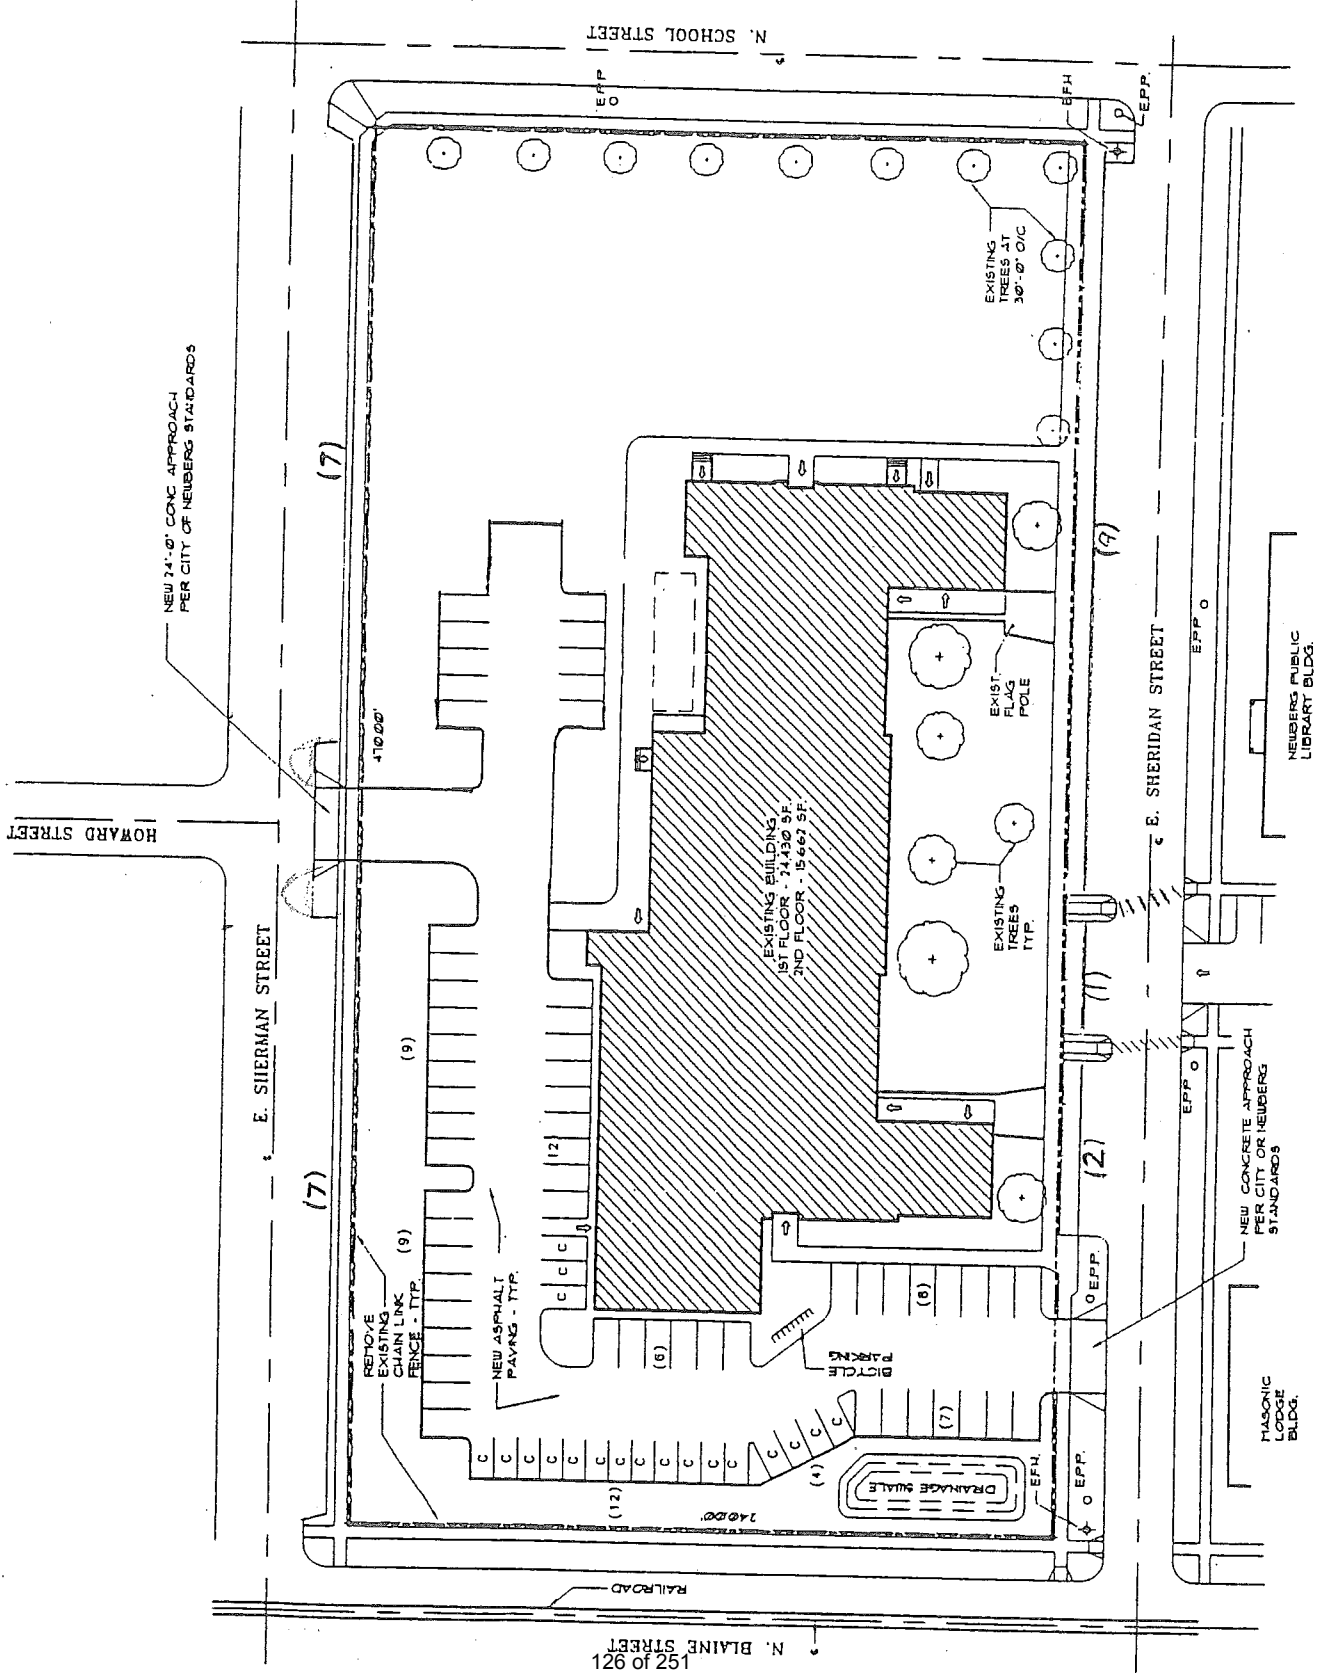 N. SCHOOL STREET
E.P.P.
EFH
E.P.P.
EXISTING
TREES AT
30'-0" O/C
NEW 24'-0" CONC APPROACH
PER CITY OF NEWBERG STANDARDS
(7)
(9)
470.00'
HOWARD STREET
E. SHERMAN STREET
(7)
EXIST.
FLAG
POLE
EXISTING BUILDING
1ST FLOOR - 24,430 SF.
2ND FLOOR - 15,662 SF.
EXISTING
TREES
TYP.
E. SHERIDAN STREET
E.P.P.
NEWBERG PUBLIC
LIBRARY BLDG.
(1)
(2)
E.P.P.
NEW CONCRETE APPROACH
PER CITY OR NEWBERG
STANDARDS
(9)
(12)
(9)
REMOVE
EXISTING
CHAIN LINK
FENCE - TYP.
NEW ASPHALT
PAVING - TYP.
C
C
C
(6)
BICYCLE
PARKING
(8)
E.P.P.
(7)
C C C C C C C C C C C C
(12)
C C C C
(4)
DRAINAGE SWALE
240.00'
E.F.H.
E.P.P.
MASONIC
LODGE
BLDG.
RAILROAD
N. BLAINE STREET
126 of 251